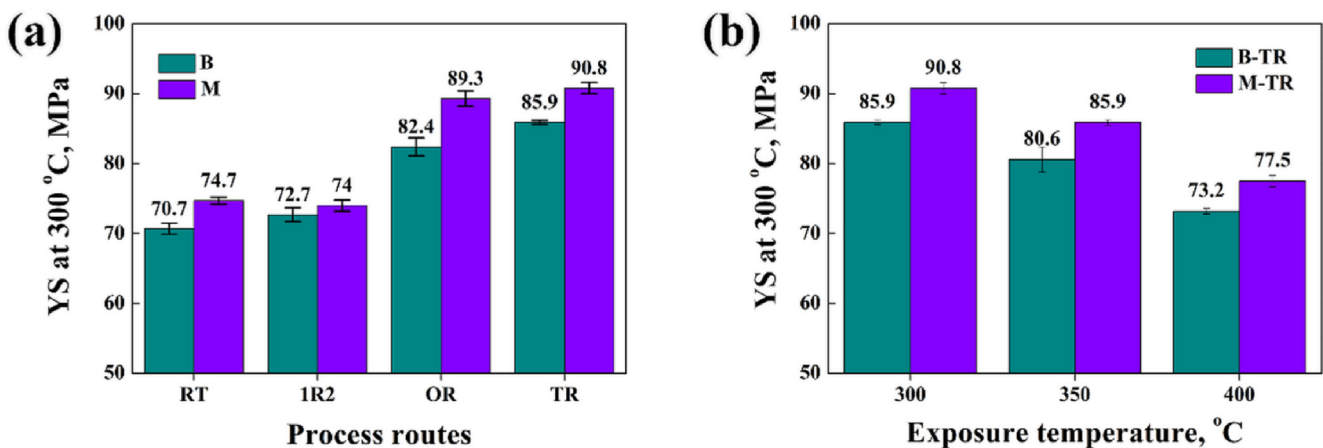 (a)
YS at 300 °C, MPa
100
90
80
70
60
50
B
M
70.7
74.7
72.7
74
82.4
89.3
85.9
90.8
RT
1R2
OR
TR
Process routes
(b)
YS at 300 °C, MPa
100
90
80
70
60
50
B-TR
M-TR
85.9
90.8
80.6
85.9
73.2
77.5
300
350
400
Exposure temperature, °C